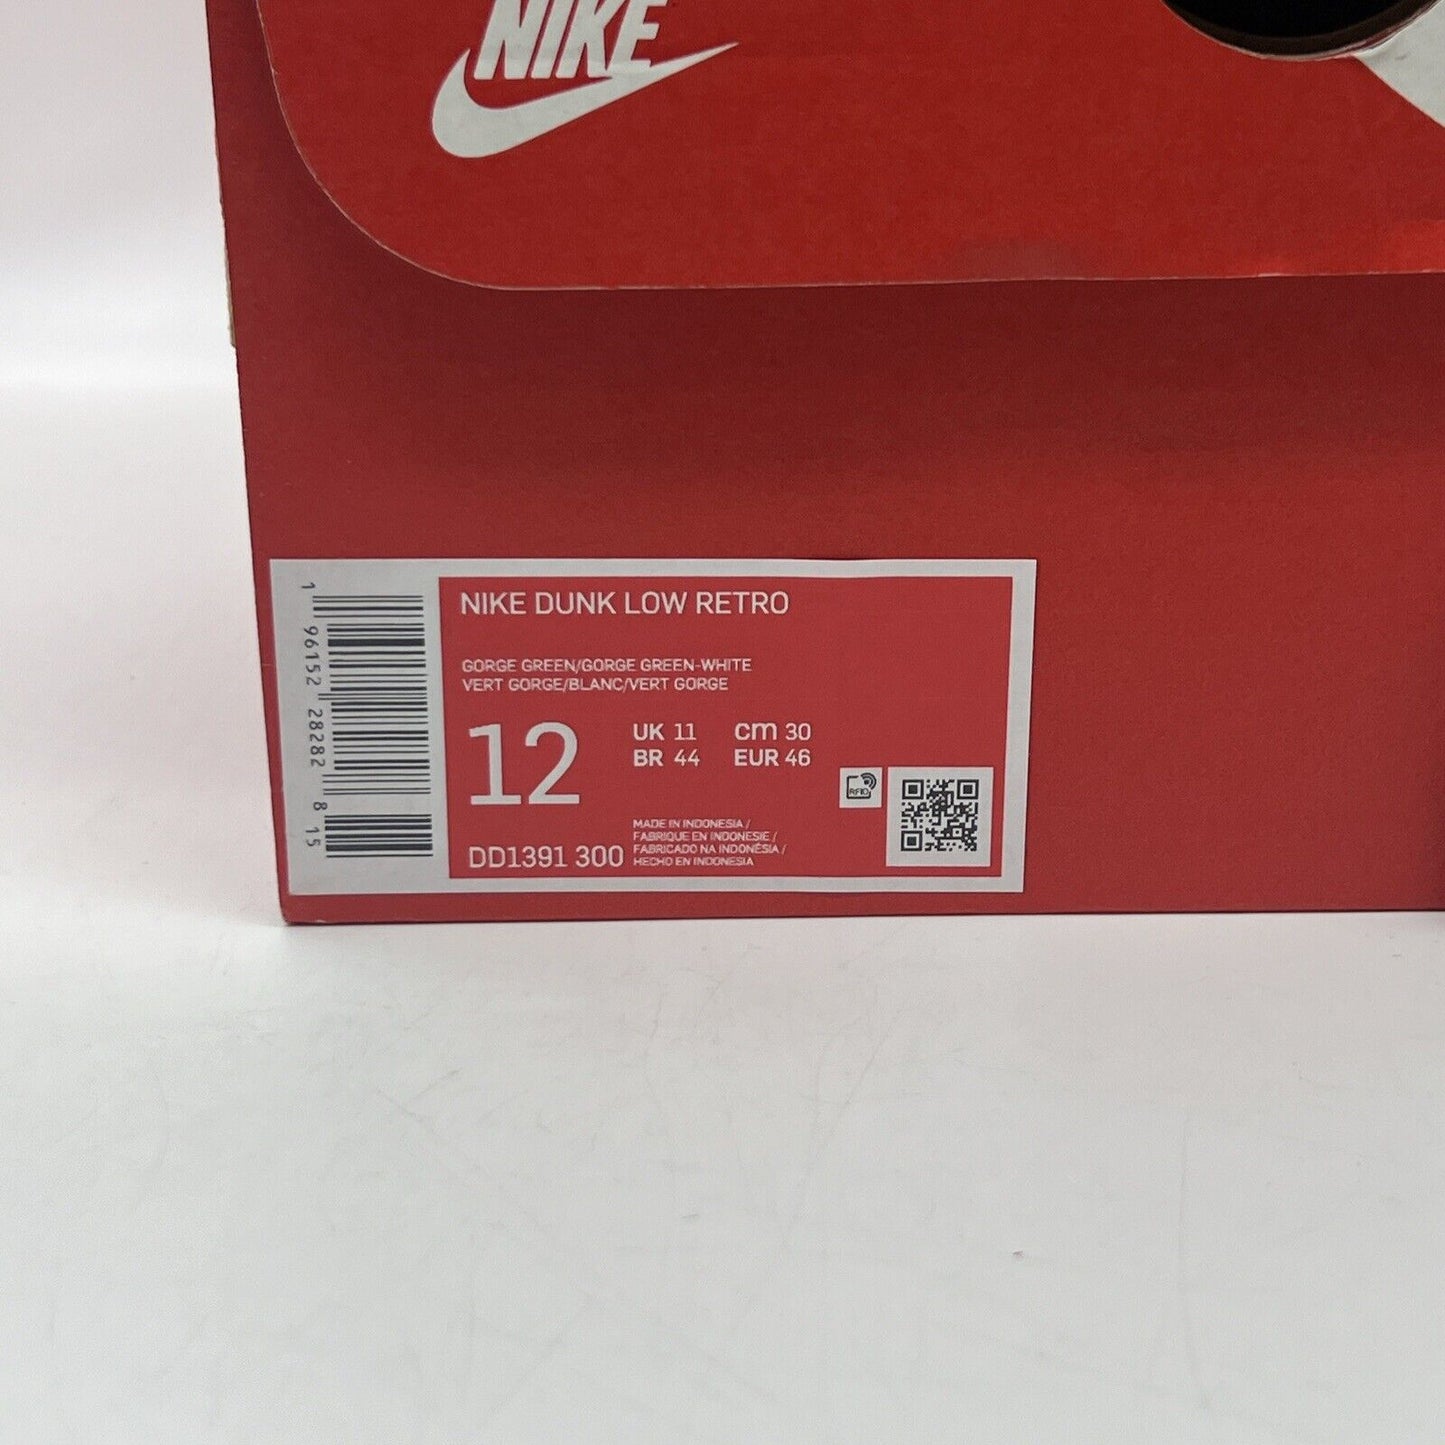 NIKE
NIKE DUNK LOW RETRO
GORGE GREEN/GORGE GREEN-WHITE
VERT GORGE/BLANC/VERT GORGE
12
UK 11 cm 30
BR 44 EUR 46
RFID
DD1391 300
MADE IN INDONESIA /
FABRIQUE EN INDONESIE /
FABRICADO NA INDONÉSIA /
HECHO EN INDONESIA
1 96152 28282 8 15